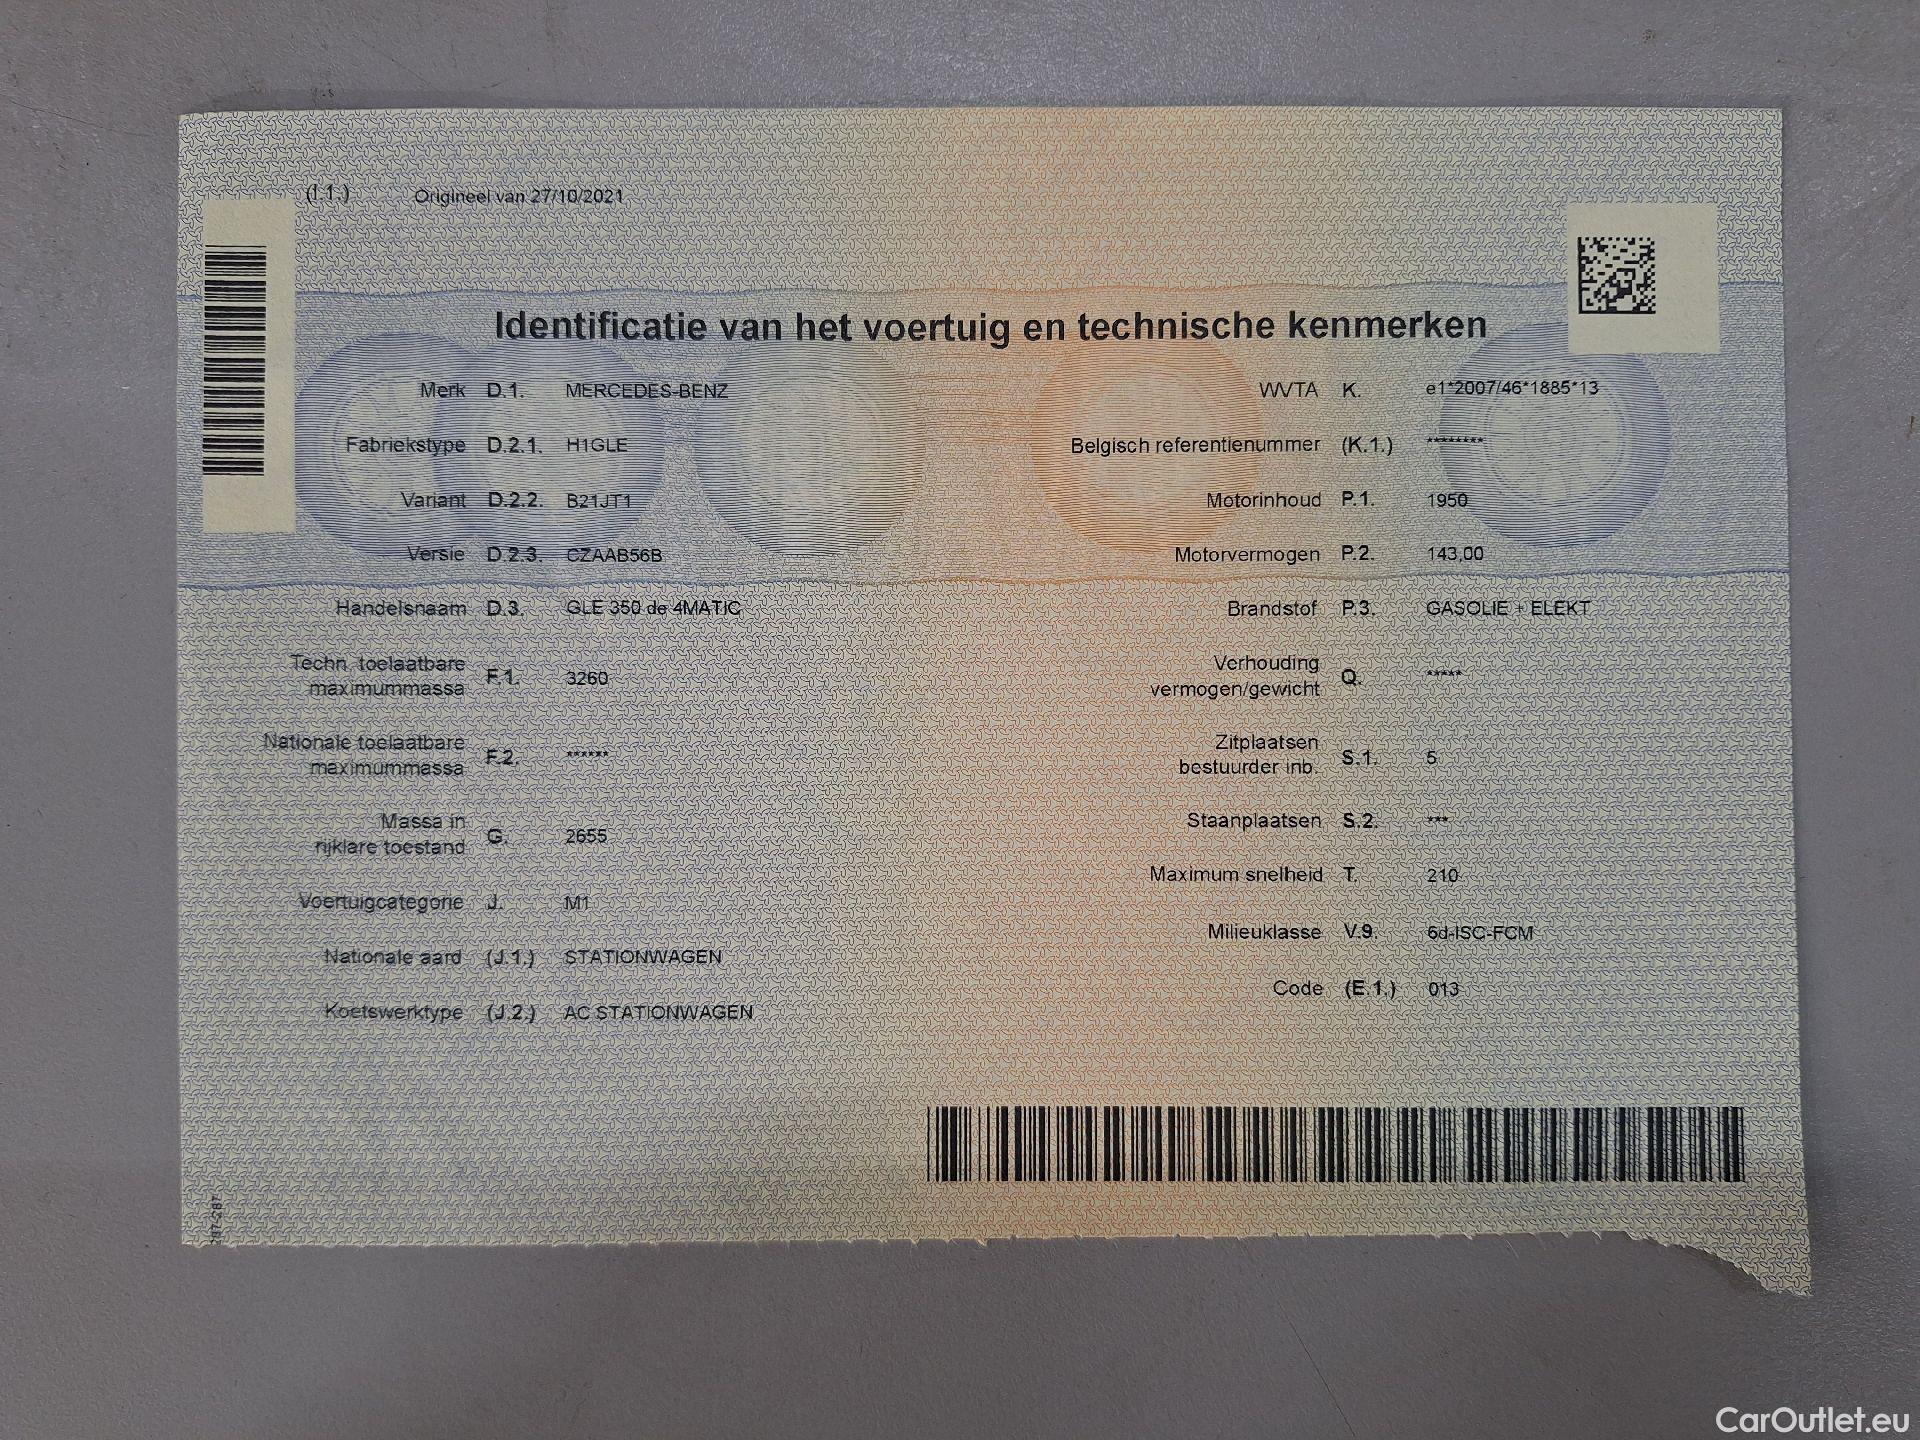 (I.1.) Origineel van 27/10/2021
Identificatie van het voertuig en technische kenmerken
Merk D.1. MERCEDES-BENZ
Fabriekstype D.2.1. H1GLE
Variant D.2.2. B21JT1
Versie D.2.3. CZAAB56B
Handelsnaam D.3. GLE 350 de 4MATIC
Techn. toelaatbare
maximummassa F.1. 3260
Nationale toelaatbare
maximummassa F.2. ******
Massa in
rijklare toestand G. 2655
Voertuigcategorie J. M1
Nationale aard (J.1.) STATIONWAGEN
Koetswerktype (J.2.) AC STATIONWAGEN
WVTA K. e1*2007/46*1885*13
Belgisch referentienummer (K.1.) ********
Motorinhoud P.1. 1950
Motorvermogen P.2. 143,00
Brandstof P.3. GASOLIE + ELEKT
Verhouding
vermogen/gewicht Q. *****
Zitplaatsen
bestuurder inb. S.1. 5
Staanplaatsen S.2. ***
Maximum snelheid T. 210
Milieuklasse V.9. 6d-ISC-FCM
Code (E.1.) 013
287-287
CarOutlet.eu